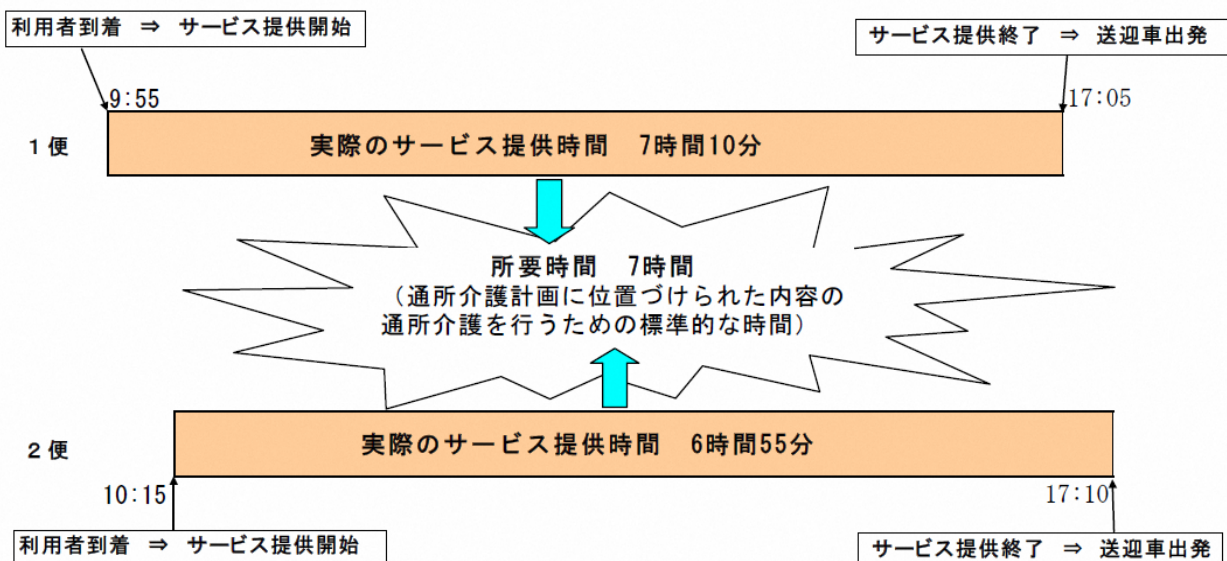 利用者到着 ⇒ サービス提供開始
サービス提供終了 ⇒ 送迎車出発
9:55
17:05
1便
実際のサービス提供時間 7時間10分
所要時間 7時間
（通所介護計画に位置づけられた内容の
通所介護を行うための標準的な時間）
2便
実際のサービス提供時間 6時間55分
10:15
17:10
利用者到着 ⇒ サービス提供開始
サービス提供終了 ⇒ 送迎車出発